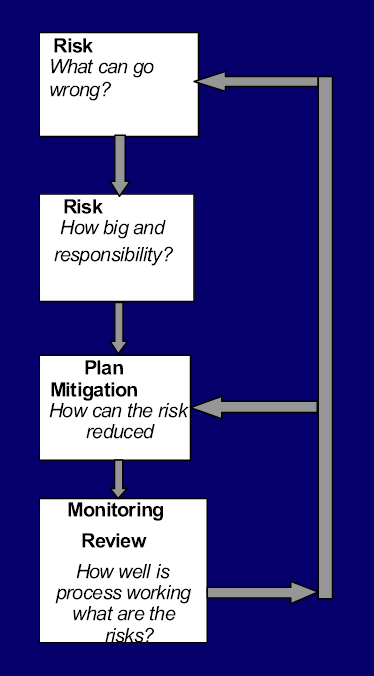 Risk
What can go
wrong?
Risk
How big and
responsibility?
Plan
Mitigation
How can the risk
reduced
Monitoring
Review
How well is
process working
what are the
risks?